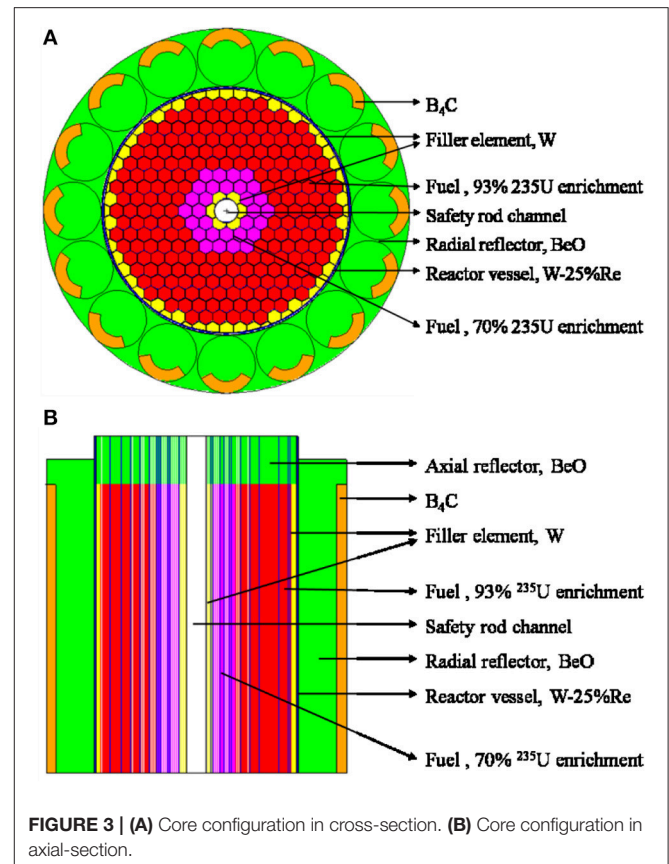 A
B₄C
Filler element, W
Fuel , 93% 235U enrichment
Safety rod channel
Radial reflector, BeO
Reactor vessel, W-25%Re
Fuel , 70% 235U enrichment
B
Axial reflector, BeO
B₄C
Filler element, W
Fuel , 93% ²³⁵U enrichment
Safety rod channel
Radial reflector, BeO
Reactor vessel, W-25%Re
Fuel , 70% ²³⁵U enrichment
FIGURE 3 | (A) Core configuration in cross-section. (B) Core configuration in
axial-section.